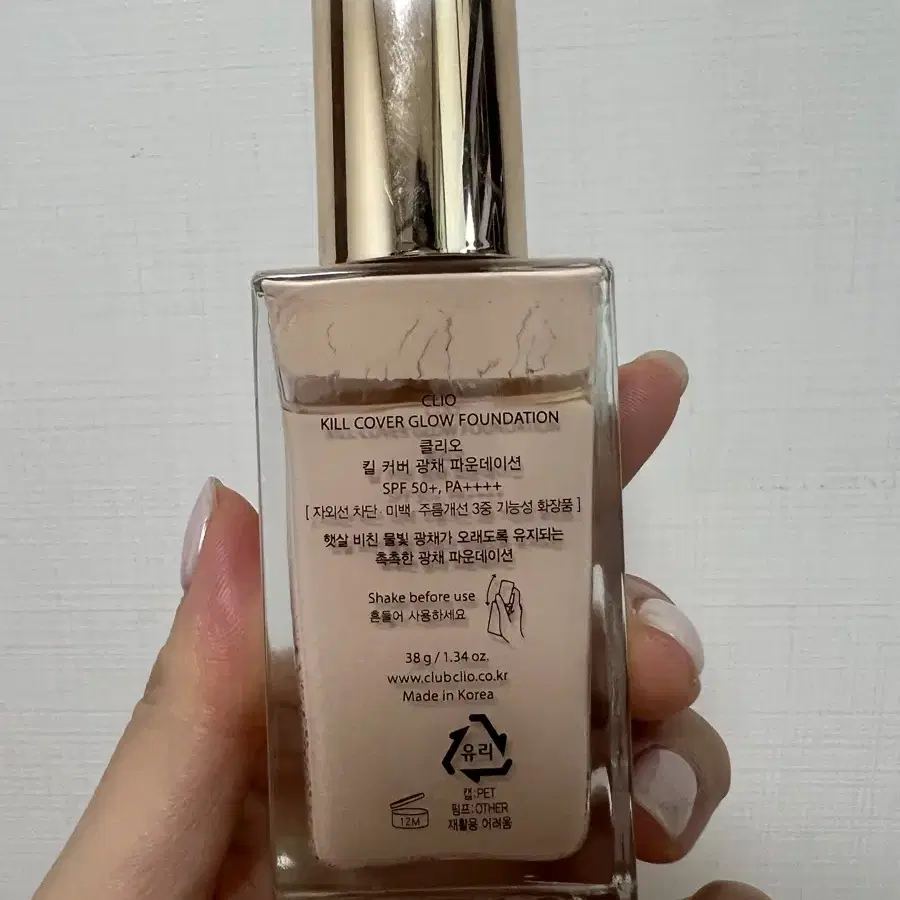 CLIO
KILL COVER GLOW FOUNDATION
클리오
킬 커버 광채 파운데이션
SPF 50+, PA++++
[ 자외선 차단· 미백· 주름개선 3중 기능성 화장품 ]
햇살 비친 물빛 광채가 오래도록 유지되는
촉촉한 광채 파운데이션
Shake before use
흔들어 사용하세요
38 g / 1.34 oz.
www.clubclio.co.kr
Made in Korea
유리
캡:PET
펌프:OTHER
재활용 어려움
12M